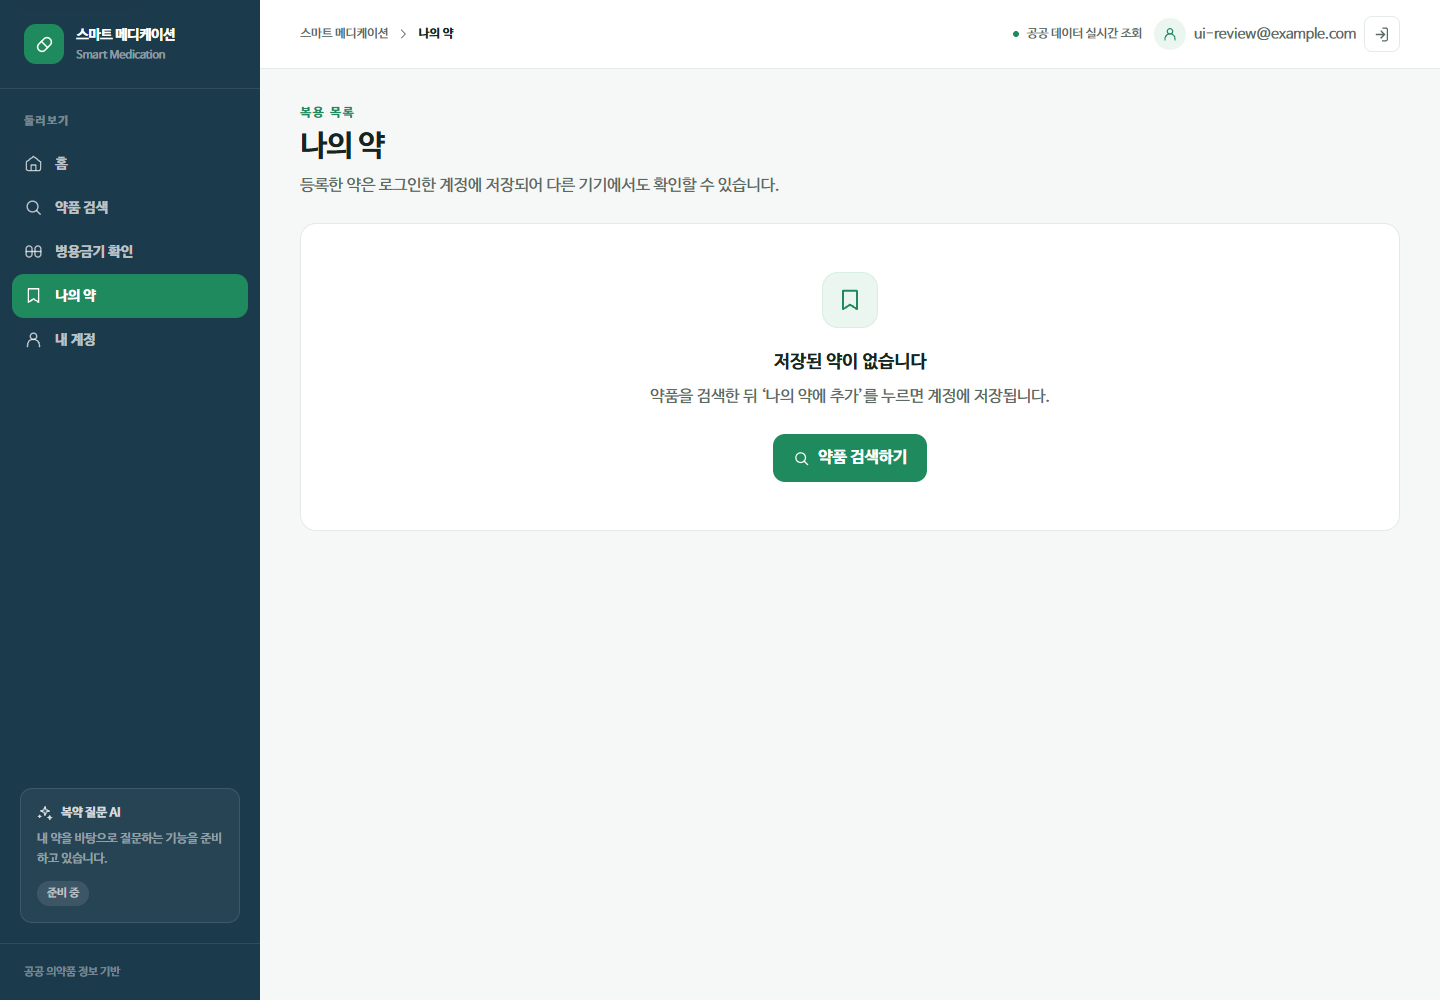 스마트 메디케이션
Smart Medication
둘러보기
홈
약품 검색
병용금기 확인
나의 약
내 계정
복약 질문 AI
내 약을 바탕으로 질문하는 기능을 준비
하고 있습니다.
준비 중
공공 의약품 정보 기반
스마트 메디케이션 > 나의 약
공공 데이터 실시간 조회
ui-review@example.com
복용 목록
나의 약
등록한 약은 로그인한 계정에 저장되어 다른 기기에서도 확인할 수 있습니다.
저장된 약이 없습니다
약품을 검색한 뒤 ‘나의 약에 추가’를 누르면 계정에 저장됩니다.
약품 검색하기